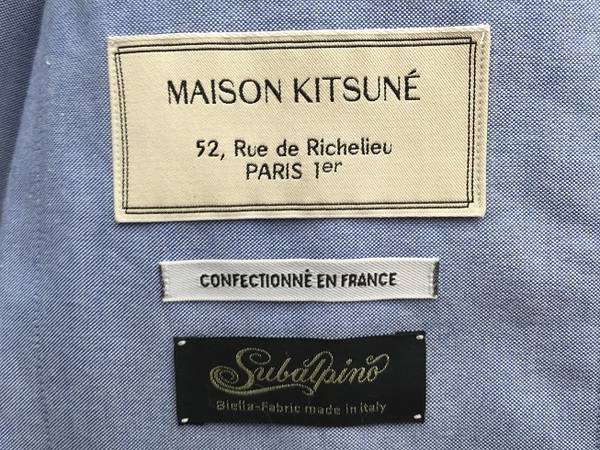 MAISON KITSUNÉ
52, Rue de Richelieu
PARIS 1er
CONFECTIONNÉ EN FRANCE
Subalpino
Biella-Fabric made in Italy